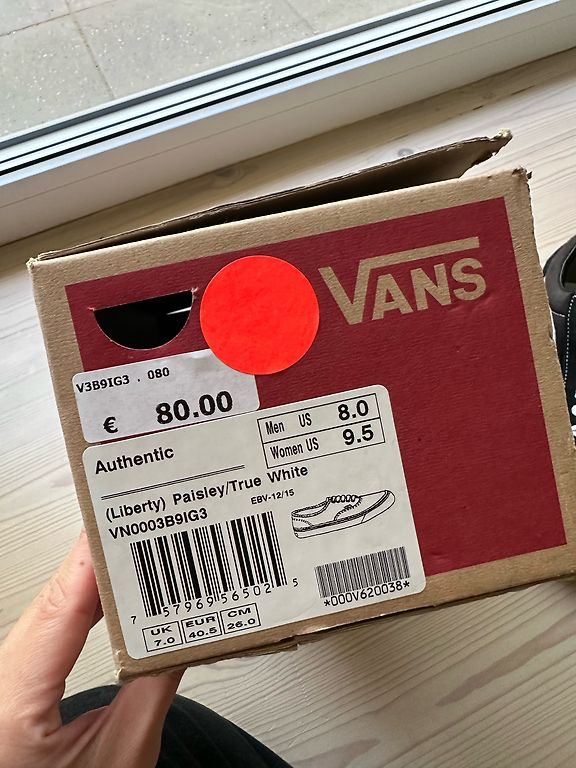 VANS
V3B9IG3 . 080
€ 80.00
Men US 8.0
Women US 9.5
Authentic
(Liberty) Paisley/True White
VN0003B9IG3
EBV-12/15
7 57969 56502 5
*000V620038*
UK EUR CM
7.0 40.5 26.0